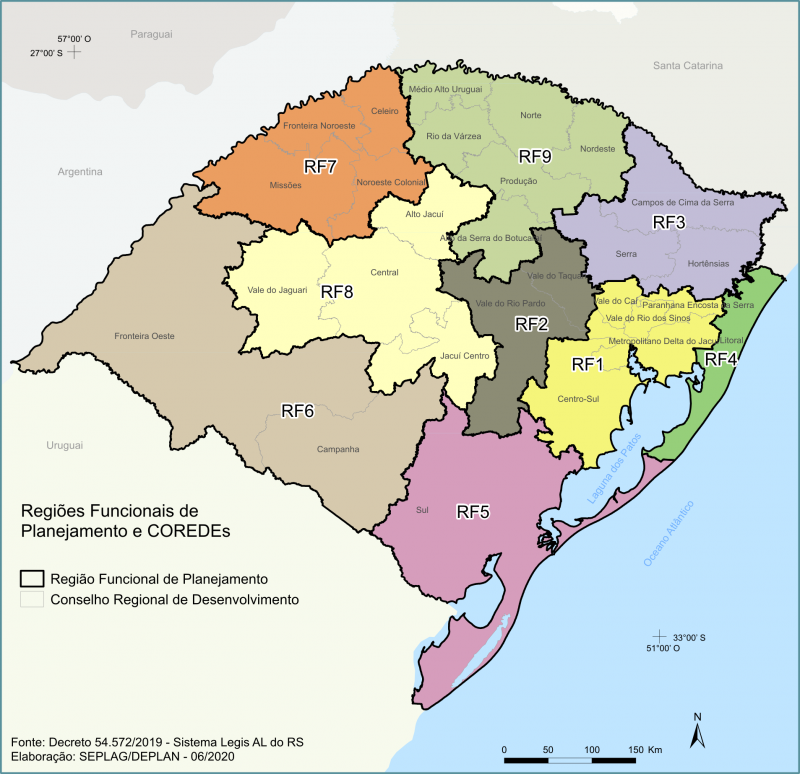 Paraguai
57°00' O
27°00' S
Santa Catarina
Médio Alto Uruguai
Celeiro
Norte
Fronteira Noroeste
Rio da Várzea
Nordeste
RF9
RF7
Argentina
Missões
Noroeste Colonial
Produção
Campos de Cima da Serra
Alto Jacuí
RF3
Alto da Serra do Botucaraí
Serra
Hortênsias
Central
Vale do Taquari
Vale do Jaguari
RF8
Vale do Rio Pardo
Vale do Caí
Paranhana Encosta da Serra
RF2
Vale do Rio dos Sinos
Fronteira Oeste
Metropolitano Delta do Jacuí
Litoral
Jacuí Centro
RF1
RF4
Centro-Sul
RF6
Uruguai
Campanha
Laguna dos Patos
Sul
RF5
Oceano Atlântico
Regiões Funcionais de
Planejamento e COREDEs
Região Funcional de Planejamento
Conselho Regional de Desenvolvimento
33°00' S
51°00' O
N
Fonte: Decreto 54.572/2019 - Sistema Legis AL do RS
Elaboração: SEPLAG/DEPLAN - 06/2020
0 50 100 150 Km